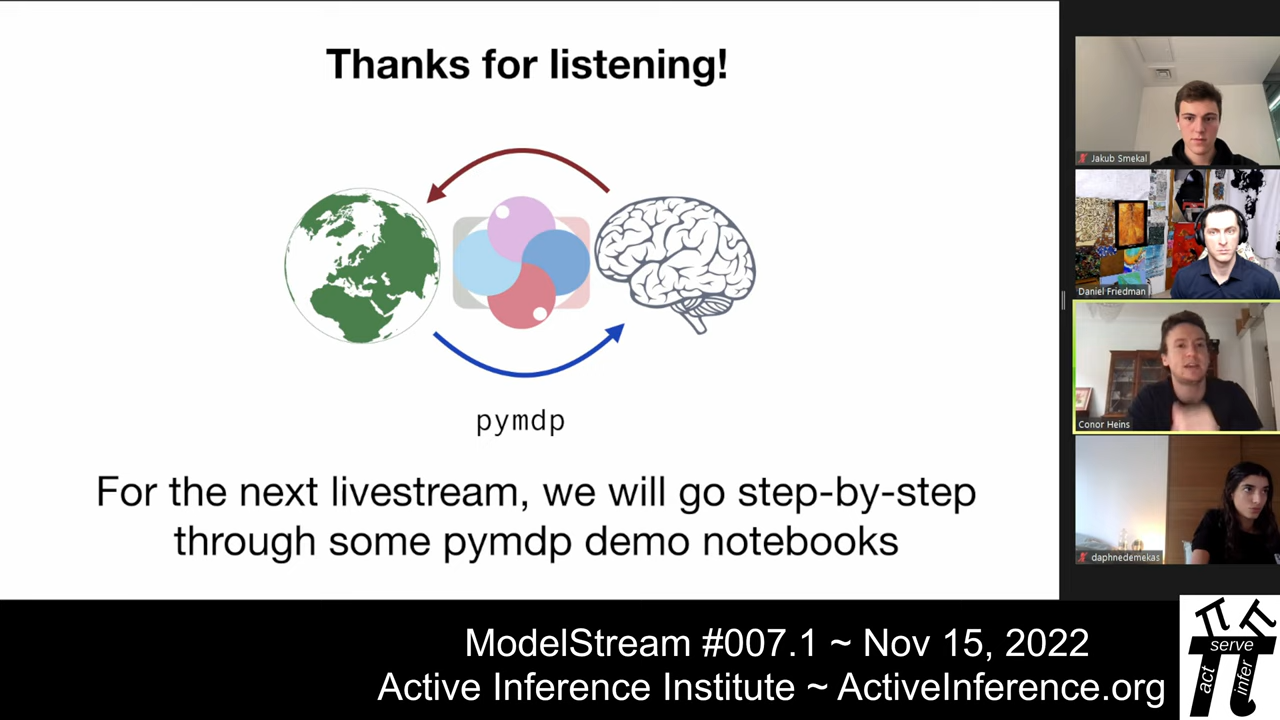 Thanks for listening!
pymdp
For the next livestream, we will go step-by-step
through some pymdp demo notebooks
Jakub Smekal
Daniel Friedman
Conor Heins
daphnedemekas
ModelStream #007.1 ~ Nov 15, 2022
Active Inference Institute ~ ActiveInference.org
serve
act
infer